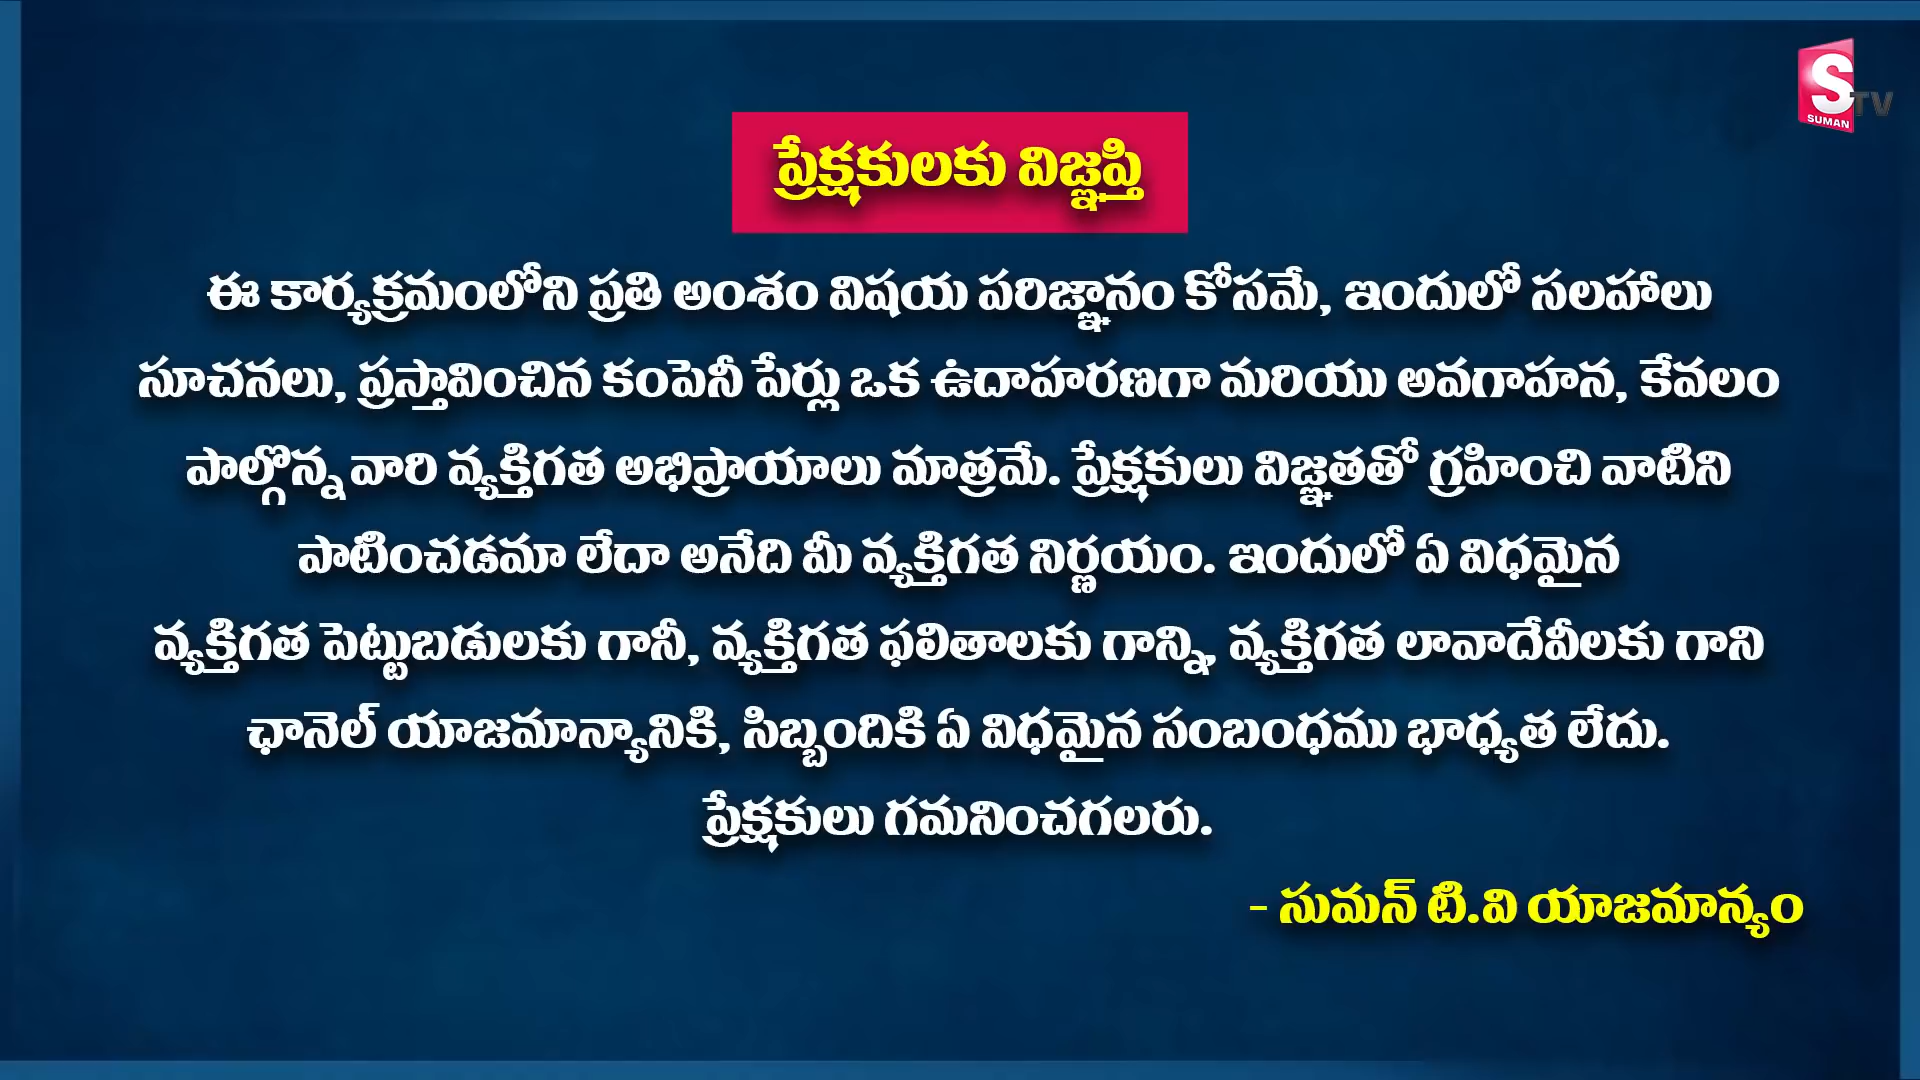 S
TV
SUMAN
ప్రేక్షకులకు విజ్ఞప్తి
ఈ కార్యక్రమంలోని ప్రతి అంశం విషయ పరిజ్ఞానం కోసమే, ఇందులో సలహాలు
సూచనలు, ప్రస్తావించిన కంపెనీ పేర్లు ఒక ఉదాహరణగా మరియు అవగాహన, కేవలం
పాల్గొన్న వారి వ్యక్తిగత అభిప్రాయాలు మాత్రమే. ప్రేక్షకులు విజ్ఞతతో గ్రహించి వాటిని
పాటించడమా లేదా అనేది మీ వ్యక్తిగత నిర్ణయం. ఇందులో ఏ విధమైన
వ్యక్తిగత పెట్టుబడులకు గానీ, వ్యక్తిగత ఫలితాలకు గాన్ని, వ్యక్తిగత లావాదేవీలకు గాని
ఛానెల్ యాజమాన్యానికి, సిబ్బందికి ఏ విధమైన సంబంధము భాధ్యత లేదు.
ప్రేక్షకులు గమనించగలరు.
- సుమన్ టి.వి యాజమాన్యం